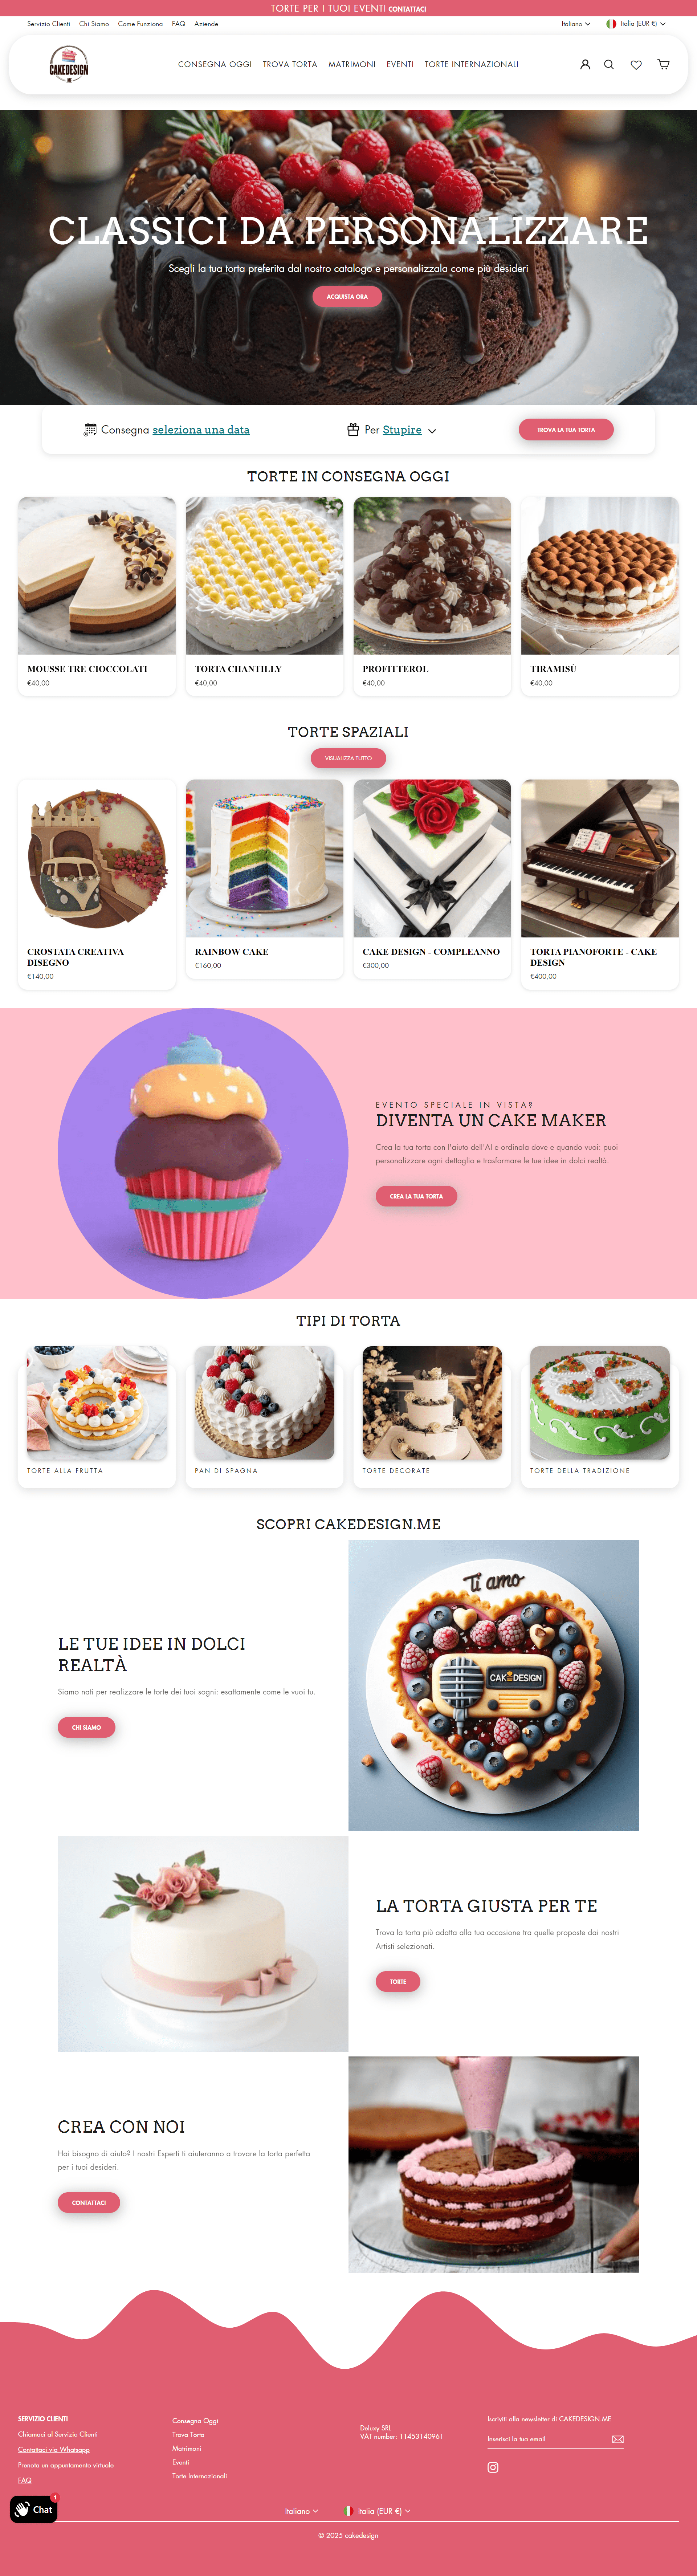 TORTE PER I TUOI EVENTI CONTATTACI
Servizio Clienti Chi Siamo Come Funziona FAQ Aziende
Italiano Italia (EUR €)
CAKEDESIGN
ME
CONSEGNA OGGI TROVA TORTA MATRIMONI EVENTI TORTE INTERNAZIONALI
CLASSICI DA PERSONALIZZARE
Scegli la tua torta preferita dal nostro catalogo e personalizzala come più desideri
ACQUISTA ORA
Consegna seleziona una data Per Stupire
TROVA LA TUA TORTA
TORTE IN CONSEGNA OGGI
MOUSSE TRE CIOCCOLATI
€40,00
TORTA CHANTILLY
€40,00
PROFITTEROL
€40,00
TIRAMISÙ
€40,00
TORTE SPAZIALI
VISUALIZZA TUTTO
CROSTATA CREATIVA
DISEGNO
€140,00
RAINBOW CAKE
€160,00
CAKE DESIGN - COMPLEANNO
€300,00
TORTA PIANOFORTE - CAKE
DESIGN
€400,00
EVENTO SPECIALE IN VISTA?
DIVENTA UN CAKE MAKER
Crea la tua torta con l'aiuto dell'AI e ordinala dove e quando vuoi: puoi
personalizzare ogni dettaglio e trasformare le tue idee in dolci realtà.
CREA LA TUA TORTA
TIPI DI TORTA
TORTE ALLA FRUTTA
PAN DI SPAGNA
TORTE DECORATE
TORTE DELLA TRADIZIONE
SCOPRI CAKEDESIGN.ME
Ti amo
CAKEDESIGN
LE TUE IDEE IN DOLCI
REALTÀ
Siamo nati per realizzare le torte dei tuoi sogni: esattamente come le vuoi tu.
CHI SIAMO
LA TORTA GIUSTA PER TE
Trova la torta più adatta alla tua occasione tra quelle proposte dai nostri
Artisti selezionati.
TORTE
CREA CON NOI
Hai bisogno di aiuto? I nostri Esperti ti aiuteranno a trovare la torta perfetta
per i tuoi desideri.
CONTATTACI
SERVIZIO CLIENTI
Chiamaci al Servizio Clienti
Contattaci via Whatsapp
Prenota un appuntamento virtuale
FAQ
Consegna Oggi
Trova Torta
Matrimoni
Eventi
Torte Internazionali
Deluxy SRL
VAT number: 11453140961
Iscriviti alla newsletter di CAKEDESIGN.ME
Inserisci la tua email
Chat
1
Italiano Italia (EUR €)
© 2025 cakedesign